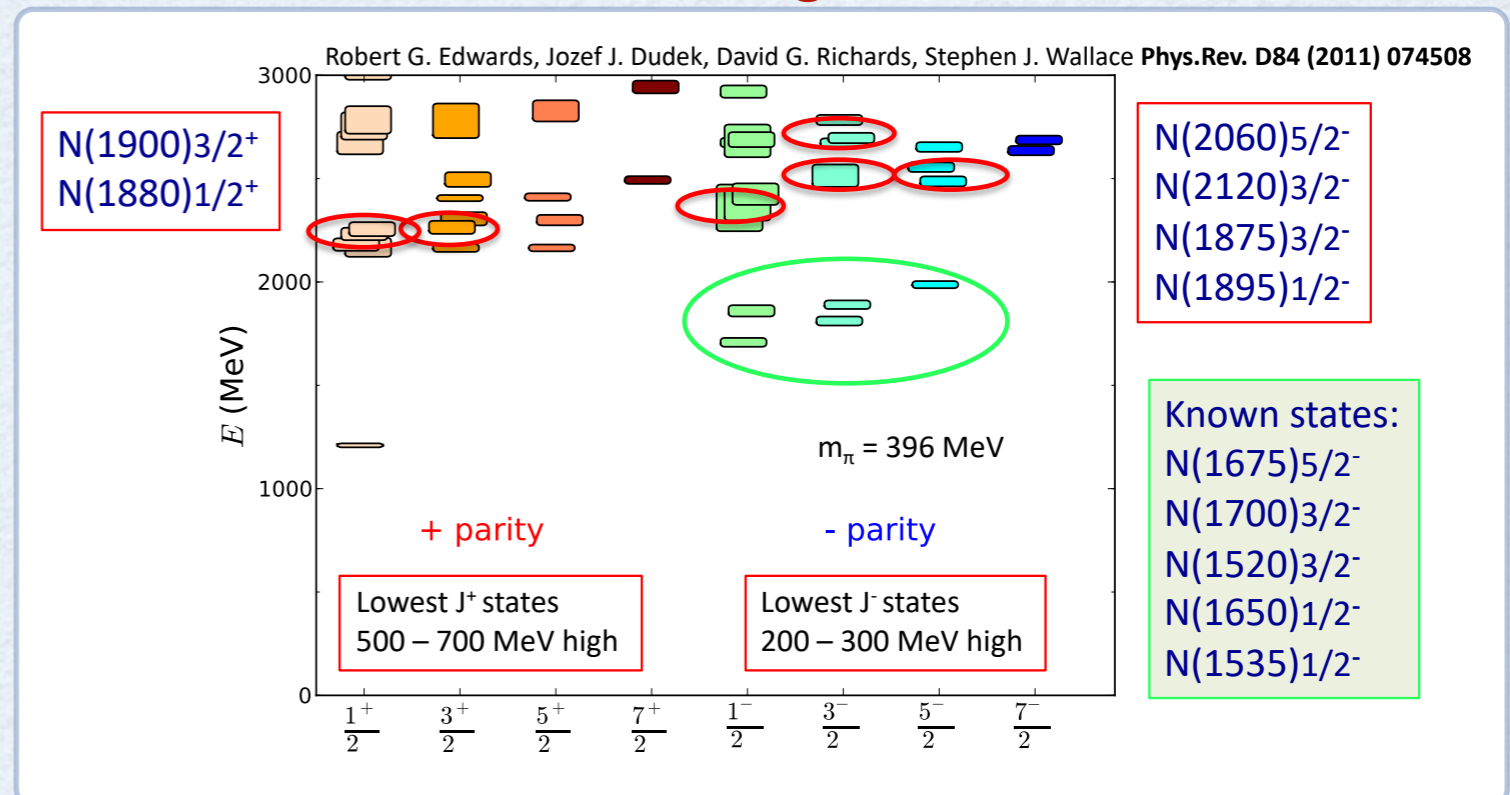 Robert G. Edwards, Jozef J. Dudek, David G. Richards, Stephen J. Wallace Phys.Rev. D84 (2011) 074508
N(1900)3/2⁺
N(1880)1/2⁺
3000
2000
1000
0
E (MeV)
m_π = 396 MeV
+ parity
- parity
Lowest J⁺ states
500 – 700 MeV high
Lowest J⁻ states
200 – 300 MeV high
1⁺/2 3⁺/2 5⁺/2 7⁺/2 1⁻/2 3⁻/2 5⁻/2 7⁻/2
N(2060)5/2⁻
N(2120)3/2⁻
N(1875)3/2⁻
N(1895)1/2⁻
Known states:
N(1675)5/2⁻
N(1700)3/2⁻
N(1520)3/2⁻
N(1650)1/2⁻
N(1535)1/2⁻